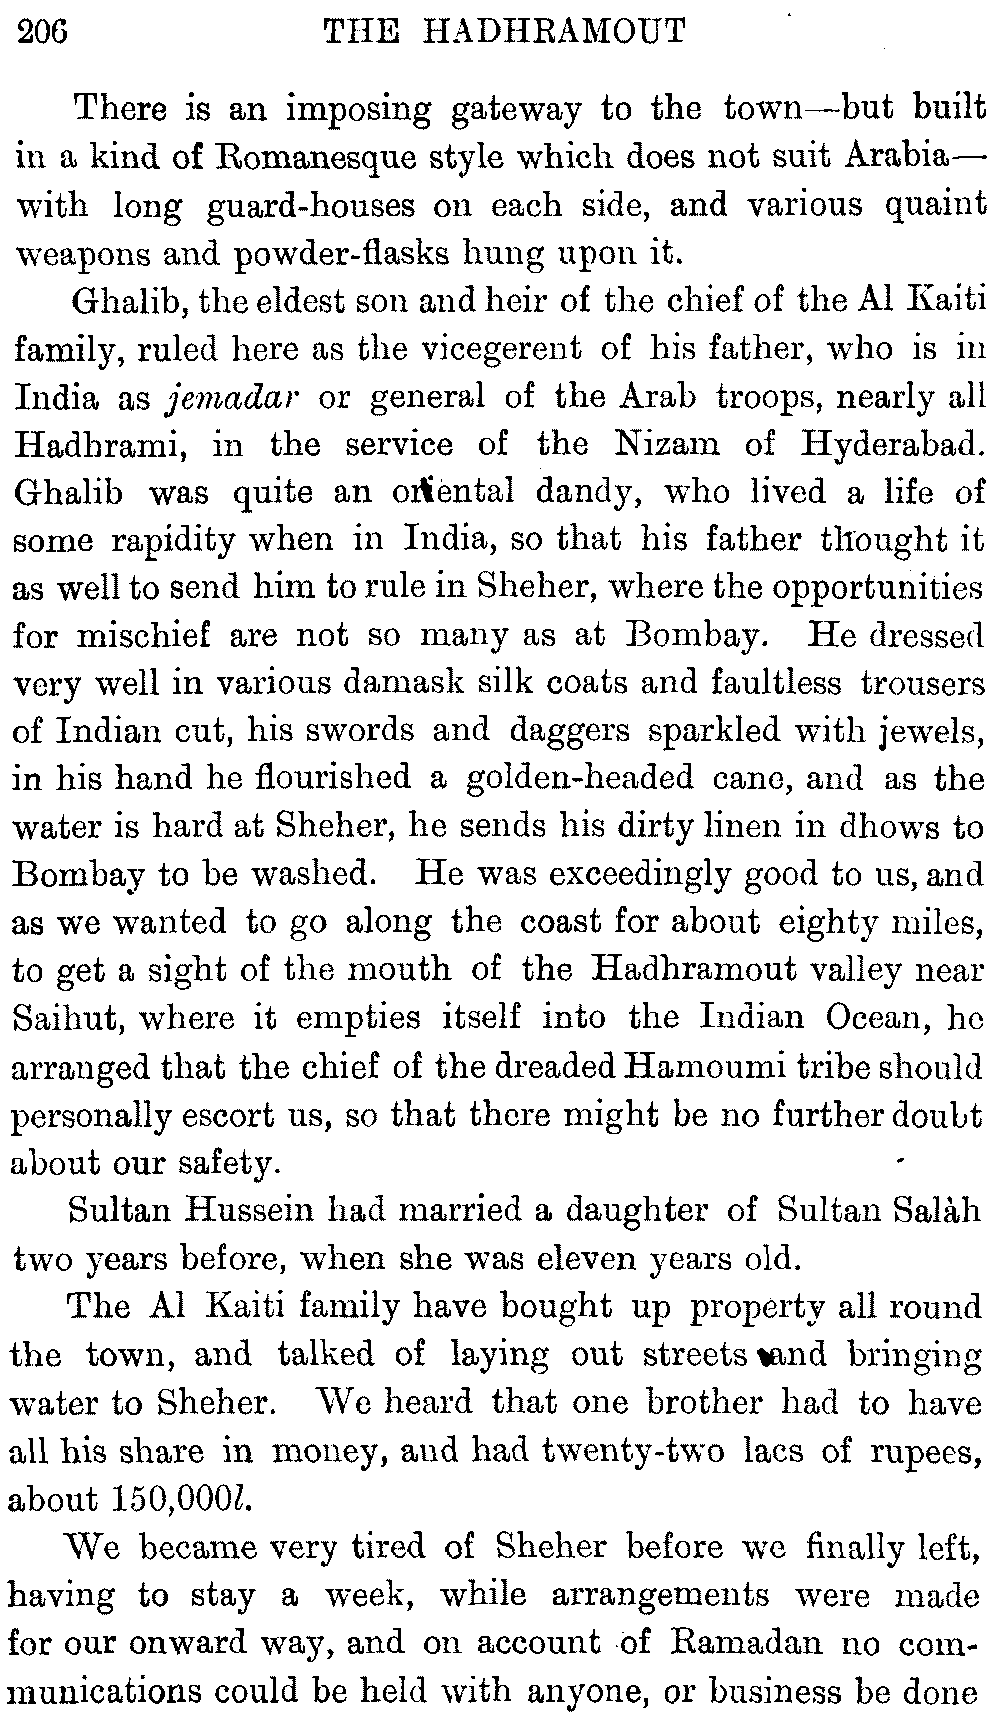 206 THE HADHRAMOUT
There is an imposing gateway to the town—but built
in a kind of Romanesque style which does not suit Arabia—
with long guard-houses on each side, and various quaint
weapons and powder-flasks hung upon it.
Ghalib, the eldest son and heir of the chief of the Al Kaiti
family, ruled here as the vicegerent of his father, who is in
India as jemadar or general of the Arab troops, nearly all
Hadhrami, in the service of the Nizam of Hyderabad.
Ghalib was quite an oriental dandy, who lived a life of
some rapidity when in India, so that his father thought it
as well to send him to rule in Sheher, where the opportunities
for mischief are not so many as at Bombay. He dressed
very well in various damask silk coats and faultless trousers
of Indian cut, his swords and daggers sparkled with jewels,
in his hand he flourished a golden-headed cane, and as the
water is hard at Sheher, he sends his dirty linen in dhows to
Bombay to be washed. He was exceedingly good to us, and
as we wanted to go along the coast for about eighty miles,
to get a sight of the mouth of the Hadhramout valley near
Saihut, where it empties itself into the Indian Ocean, he
arranged that the chief of the dreaded Hamoumi tribe should
personally escort us, so that there might be no further doubt
about our safety.
Sultan Hussein had married a daughter of Sultan Salàh
two years before, when she was eleven years old.
The Al Kaiti family have bought up property all round
the town, and talked of laying out streets and bringing
water to Sheher. We heard that one brother had to have
all his share in money, and had twenty-two lacs of rupees,
about 150,000l.
We became very tired of Sheher before we finally left,
having to stay a week, while arrangements were made
for our onward way, and on account of Ramadan no com-
munications could be held with anyone, or business be done